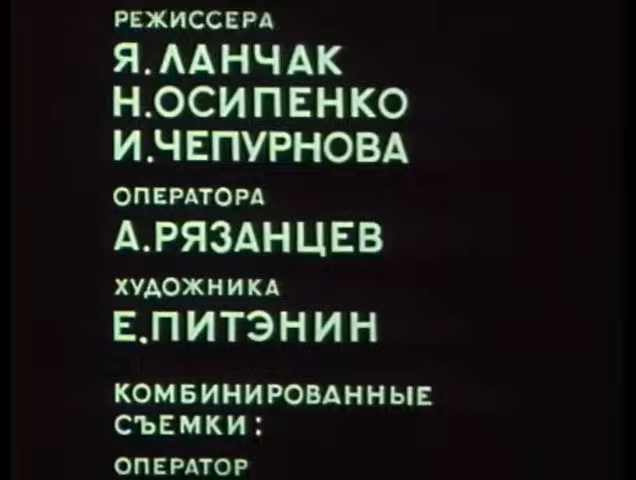 РЕЖИССЕРА
Я. ЛАНЧАК
Н. ОСИПЕНКО
И. ЧЕПУРНОВА
ОПЕРАТОРА
А. РЯЗАНЦЕВ
ХУДОЖНИКА
Е. ПИТЭНИН
КОМБИНИРОВАННЫЕ
СЪЕМКИ:
ОПЕРАТОР